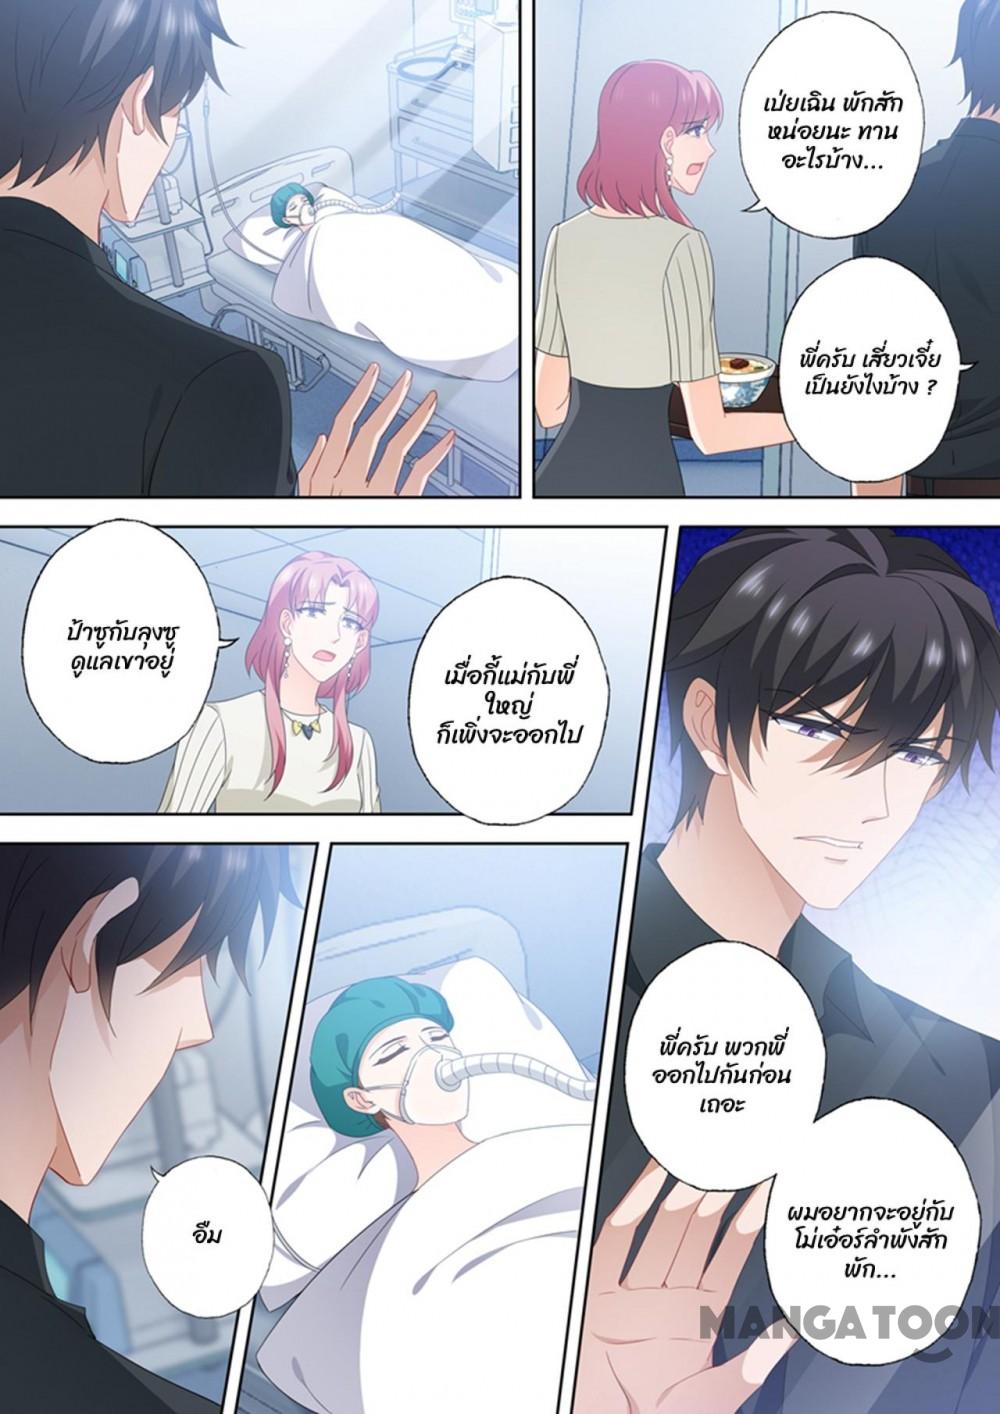 เป่ยเฉิน พักสัก
หน่อยนะ ทาน
อะไรบ้าง...
พี่ครับ เสี่ยวเจี๋ย
เป็นยังไงบ้าง ?
ป้าซูกับลุงซู
ดูแลเขาอยู่
เมื่อกี้แม่กับพี่
ใหญ่
ก็เพิ่งจะออกไป
พี่ครับ พวกพี่
ออกไปกันก่อน
เถอะ
ผมอยากจะอยู่กับ
โม่เอ๋อร์ลำพังสัก
พัก...
อืม
MANGATOON